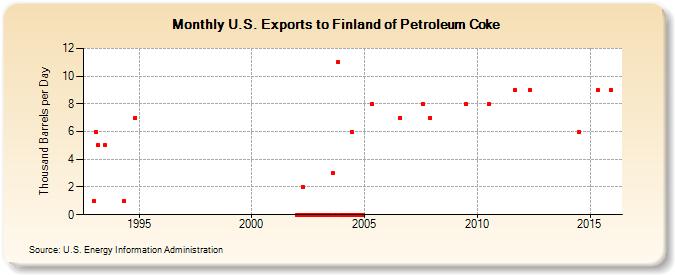 Monthly U.S. Exports to Finland of Petroleum Coke
Thousand Barrels per Day
12
10
8
6
4
2
0
1995 2000 2005 2010 2015
Source: U.S. Energy Information Administration